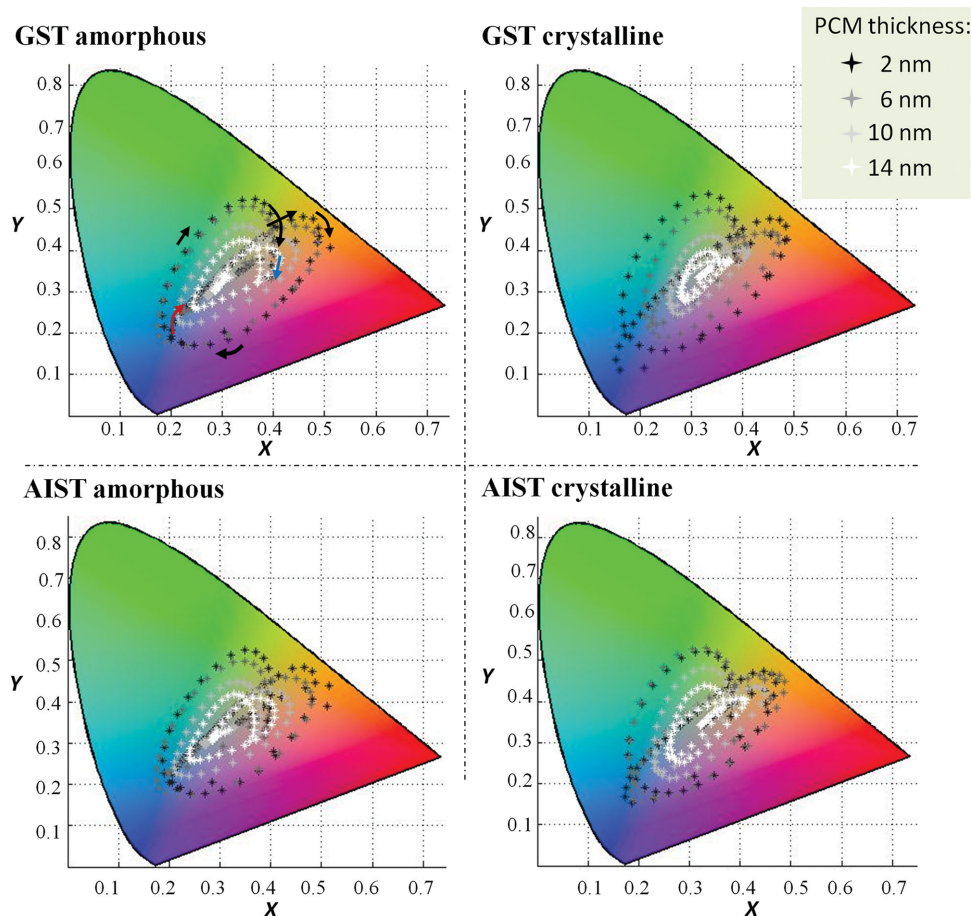 GST amorphous
GST crystalline
PCM thickness:
2 nm
6 nm
10 nm
14 nm
0.8
0.7
0.6
0.5
Y
0.4
0.3
0.2
0.1
0.1 0.2 0.3 0.4 0.5 0.6 0.7
X
0.8
0.7
0.6
0.5
Y
0.4
0.3
0.2
0.1
0.1 0.2 0.3 0.4 0.5 0.6 0.7
X
AIST amorphous
AIST crystalline
0.8
0.7
0.6
0.5
Y
0.4
0.3
0.2
0.1
0.1 0.2 0.3 0.4 0.5 0.6 0.7
X
0.8
0.7
0.6
0.5
Y
0.4
0.3
0.2
0.1
0.1 0.2 0.3 0.4 0.5 0.6 0.7
X